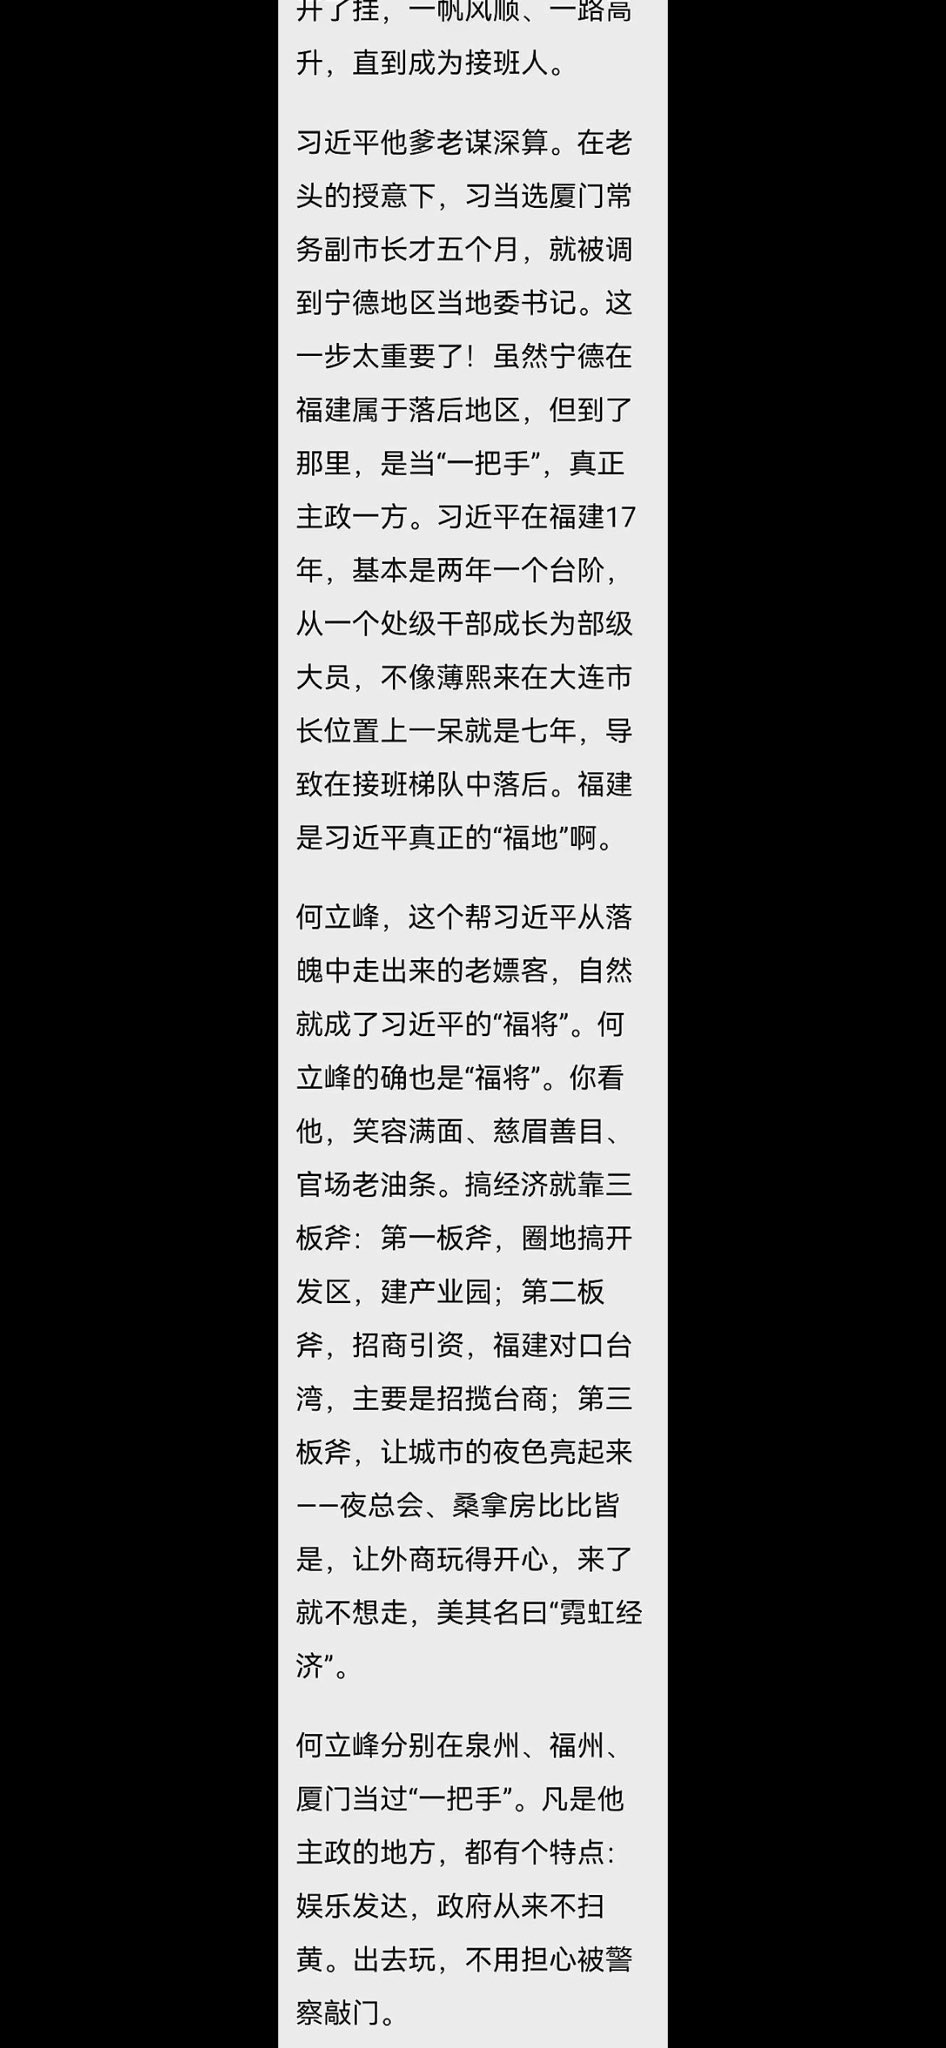 开了挂，一帆风顺、一路高
升，直到成为接班人。
习近平他爹老谋深算。在老
头的授意下，习当选厦门常
务副市长才五个月，就被调
到宁德地区当地委书记。这
一步太重要了！虽然宁德在
福建属于落后地区，但到了
那里，是当“一把手”，真正
主政一方。习近平在福建17
年，基本是两年一个台阶，
从一个处级干部成长为部级
大员，不像薄熙来在大连市
长位置上一呆就是七年，导
致在接班梯队中落后。福建
是习近平真正的“福地”啊。
何立峰，这个帮习近平从落
魄中走出来的老嫖客，自然
就成了习近平的“福将”。何
立峰的确也是“福将”。你看
他，笑容满面、慈眉善目、
官场老油条。搞经济就靠三
板斧：第一板斧，圈地搞开
发区，建产业园；第二板
斧，招商引资，福建对口台
湾，主要是招揽台商；第三
板斧，让城市的夜色亮起来
——夜总会、桑拿房比比皆
是，让外商玩得开心，来了
就不想走，美其名曰“霓虹经
济”。
何立峰分别在泉州、福州、
厦门当过“一把手”。凡是他
主政的地方，都有个特点：
娱乐发达，政府从来不扫
黄。出去玩，不用担心被警
察敲门。